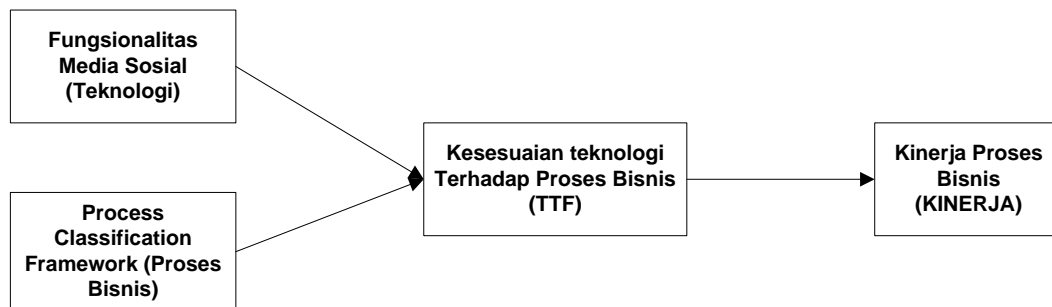 Fungsionalitas
Media Sosial
(Teknologi)
Process
Classification
Framework (Proses
Bisnis)
Kesesuaian teknologi
Terhadap Proses Bisnis
(TTF)
Kinerja Proses
Bisnis
(KINERJA)